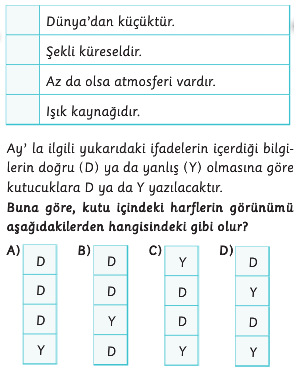 Dünya'dan küçüktür.
Şekli küreseldir.
Az da olsa atmosferi vardır.
Işık kaynağıdır.
Ay' la ilgili yukarıdaki ifadelerin içerdiği bilgi-
lerin doğru (D) ya da yanlış (Y) olmasına göre
kutucuklara D ya da Y yazılacaktır.
Buna göre, kutu içindeki harflerin görünümü
aşağıdakilerden hangisindeki gibi olur?
A) D B) D C) Y D) D
D D D Y
D Y D D
Y D Y D